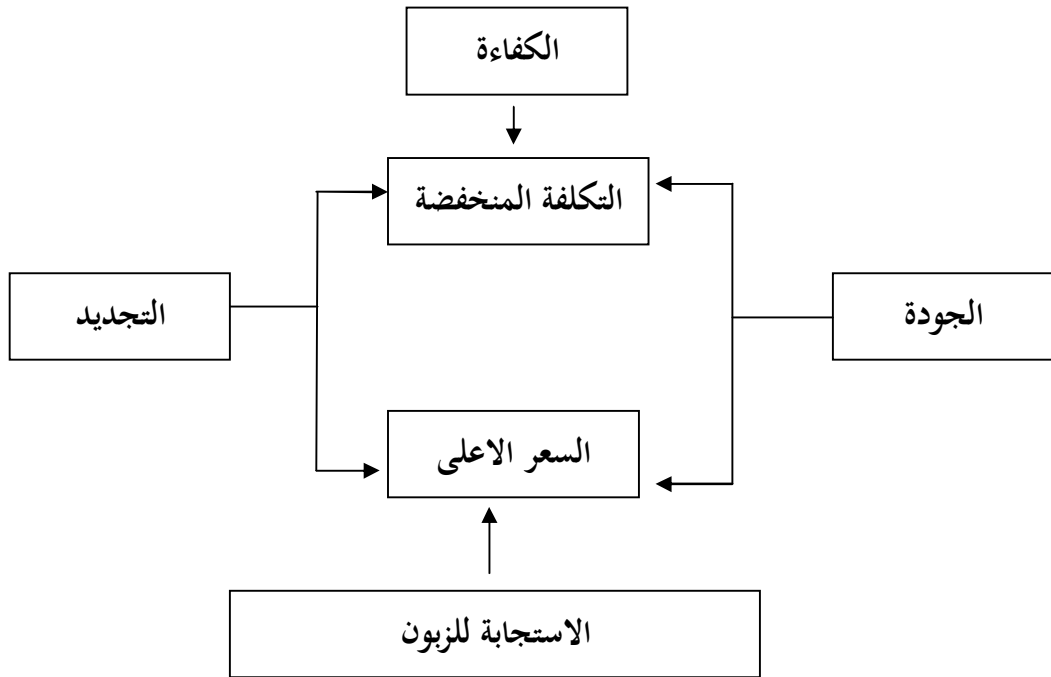 الكفاءة
التكلفة المنخفضة
الجودة
التجديد
السعر الاعلى
الاستجابة للزبون